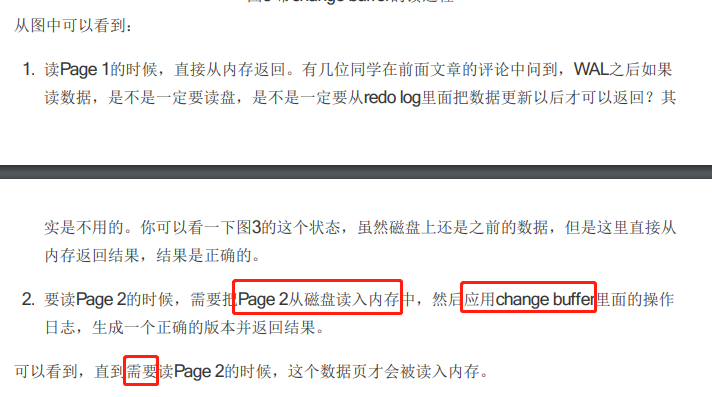 从图中可以看到：
1. 读Page 1的时候，直接从内存返回。有几位同学在前面文章的评论中问到，WAL之后如果
读数据，是不是一定要读盘，是不是一定要从redo log里面把数据更新以后才可以返回？其
实是不用的。你可以看一下图3的这个状态，虽然磁盘上还是之前的数据，但是这里直接从
内存返回结果，结果是正确的。
2. 要读Page 2的时候，需要把Page 2从磁盘读入内存中，然后应用change buffer里面的操作
日志，生成一个正确的版本并返回结果。
可以看到，直到需要读Page 2的时候，这个数据页才会被读入内存。